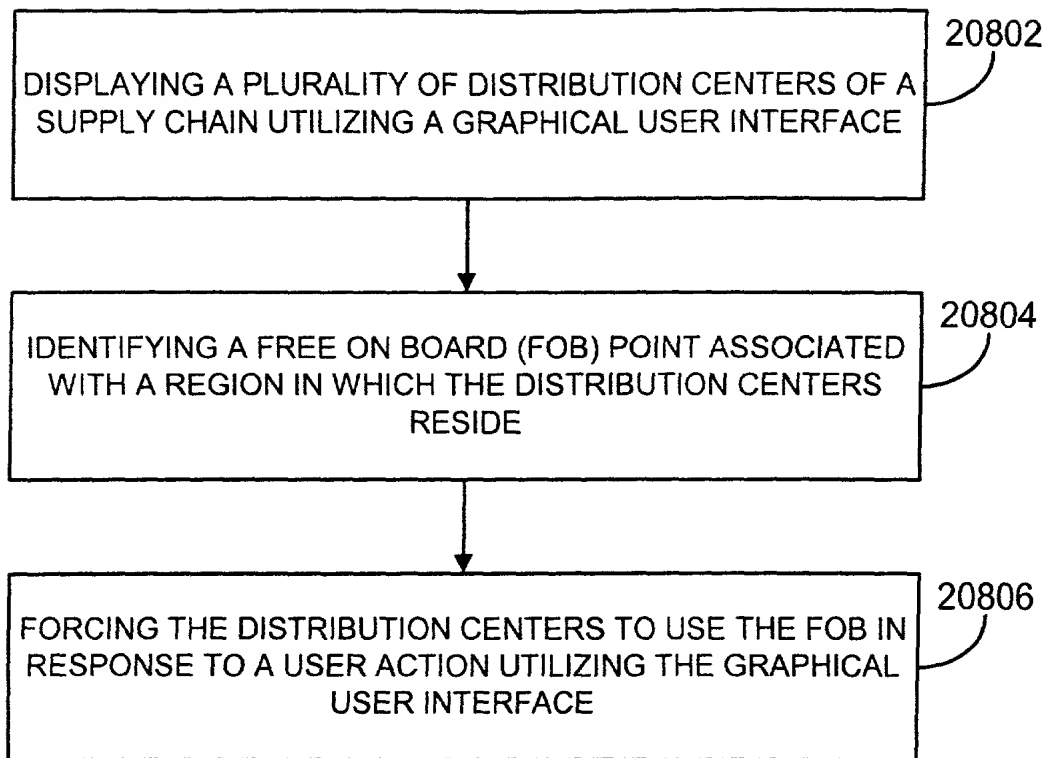 20802
DISPLAYING A PLURALITY OF DISTRIBUTION CENTERS OF A
SUPPLY CHAIN UTILIZING A GRAPHICAL USER INTERFACE
20804
IDENTIFYING A FREE ON BOARD (FOB) POINT ASSOCIATED
WITH A REGION IN WHICH THE DISTRIBUTION CENTERS
RESIDE
20806
FORCING THE DISTRIBUTION CENTERS TO USE THE FOB IN
RESPONSE TO A USER ACTION UTILIZING THE GRAPHICAL
USER INTERFACE